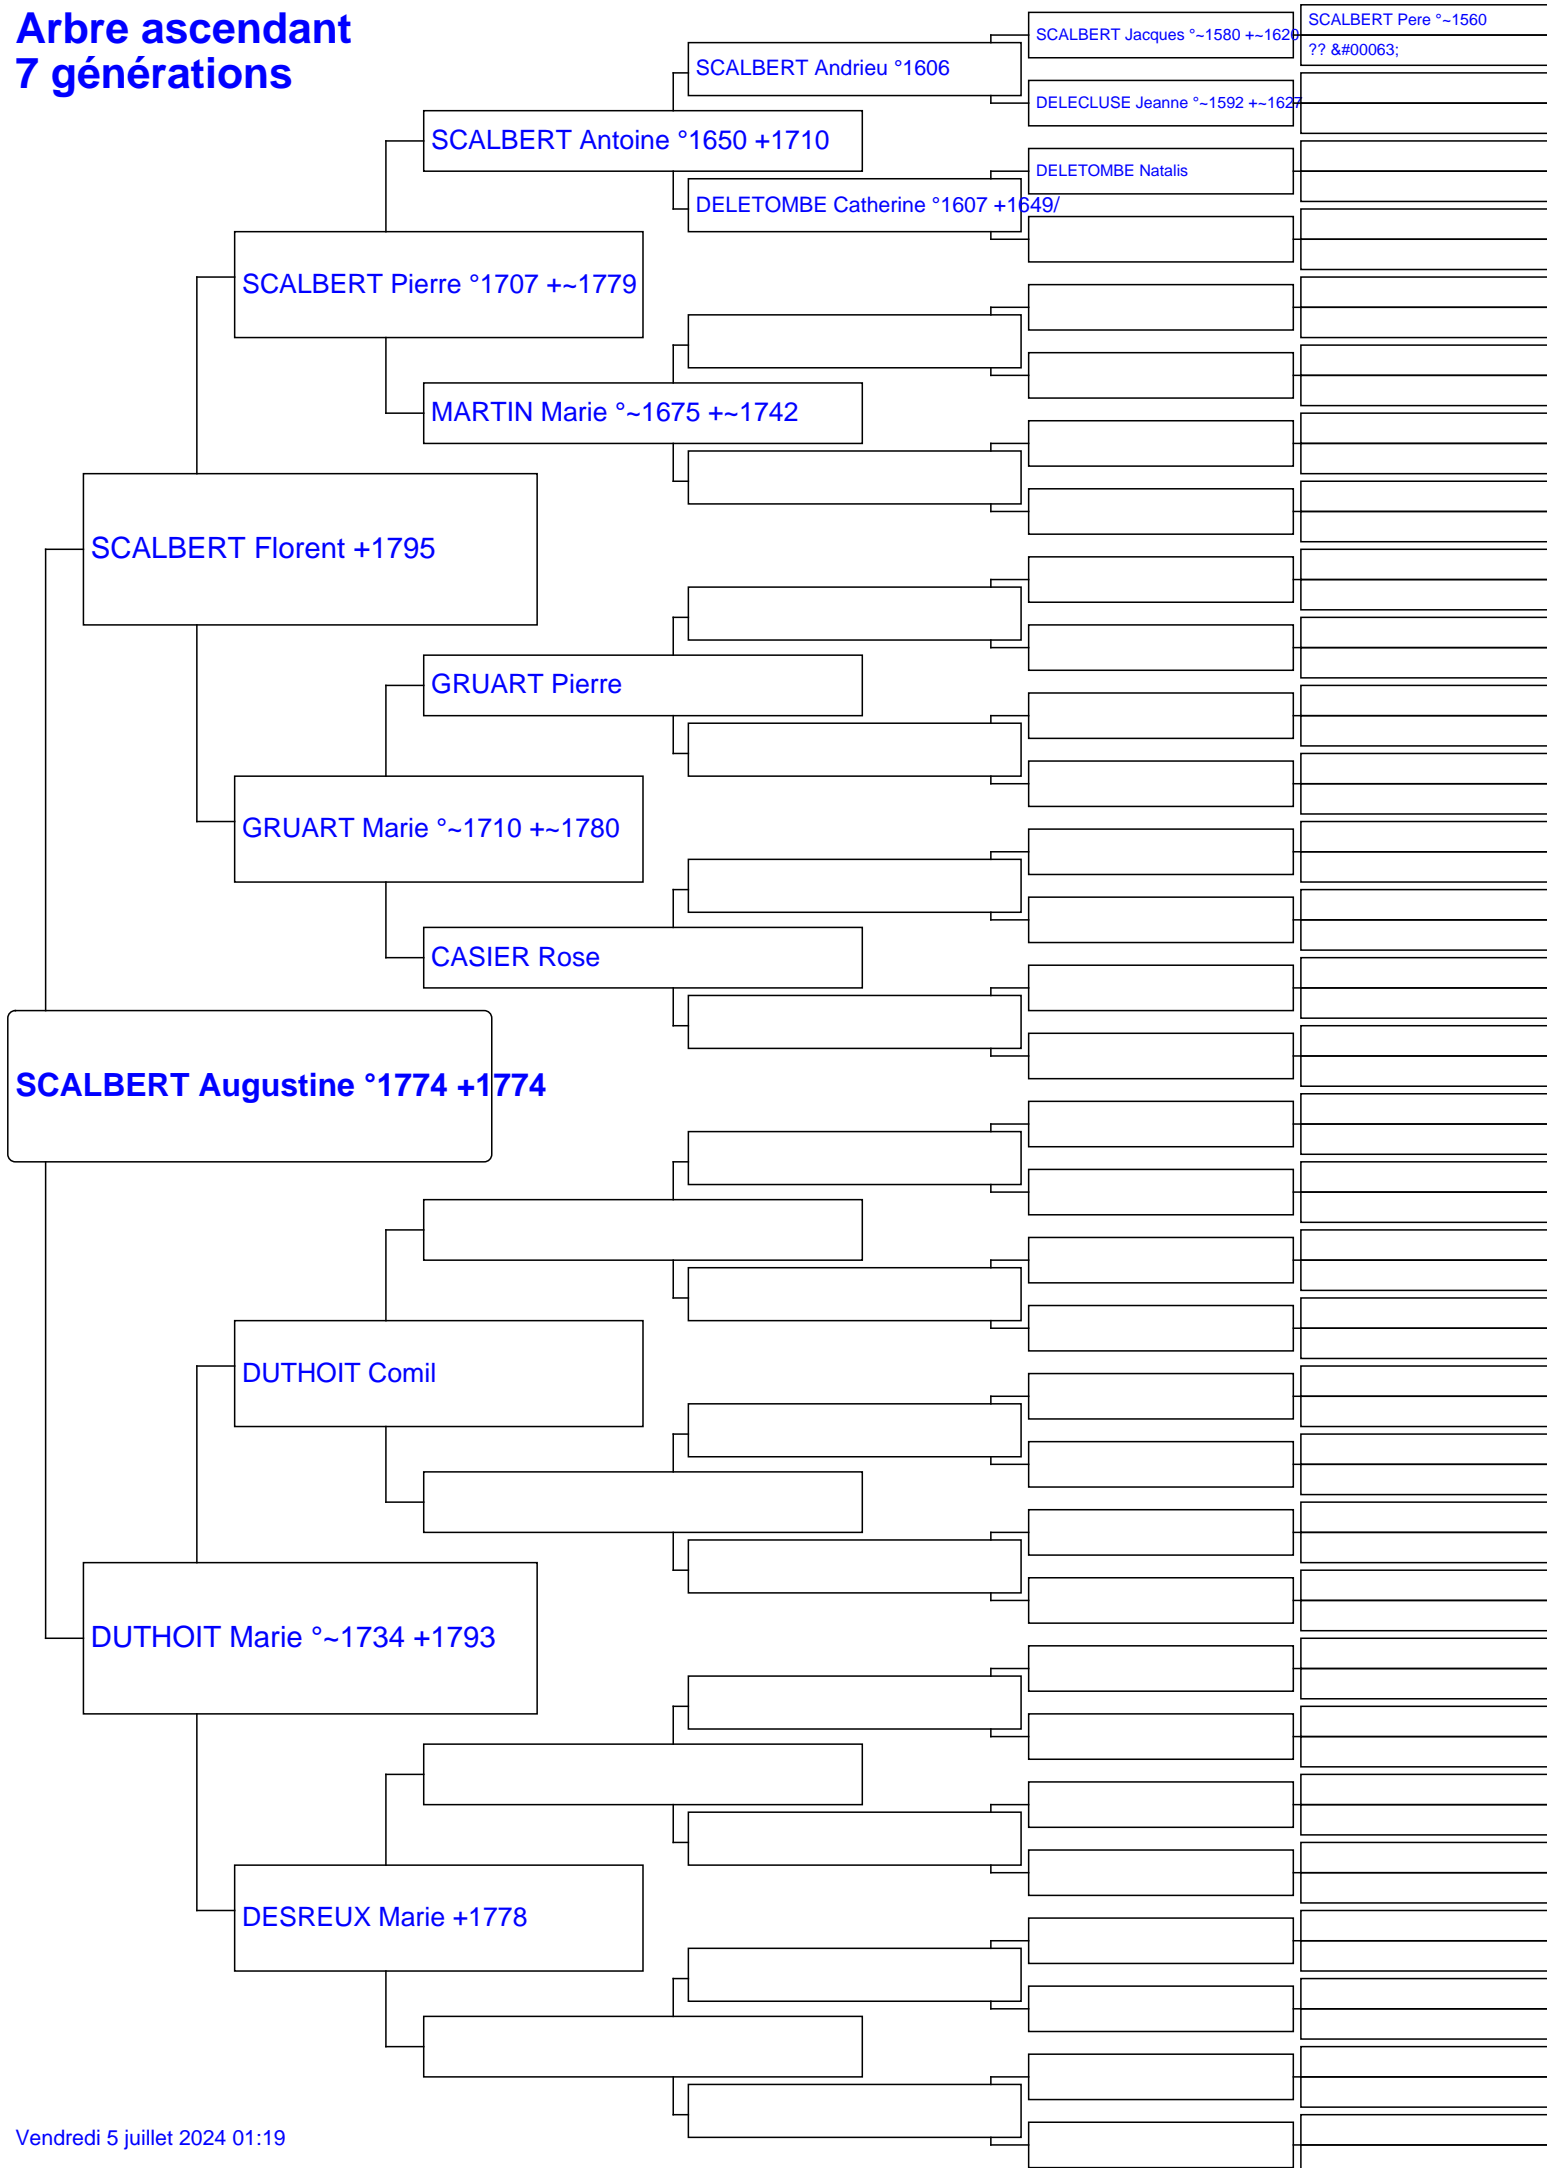 Arbre ascendant
7 générations
SCALBERT Pere °~1560
?? &#00063;
SCALBERT Jacques °~1580 +~1620
SCALBERT Andrieu °1606
DELECLUSE Jeanne °~1592 +~1627
SCALBERT Antoine °1650 +1710
DELETOMBE Natalis
DELETOMBE Catherine °1607 +1649/
SCALBERT Pierre °1707 +~1779
MARTIN Marie °~1675 +~1742
SCALBERT Florent +1795
GRUART Pierre
GRUART Marie °~1710 +~1780
CASIER Rose
SCALBERT Augustine °1774 +1774
DUTHOIT Comil
DUTHOIT Marie °~1734 +1793
DESREUX Marie +1778
Vendredi 5 juillet 2024 01:19